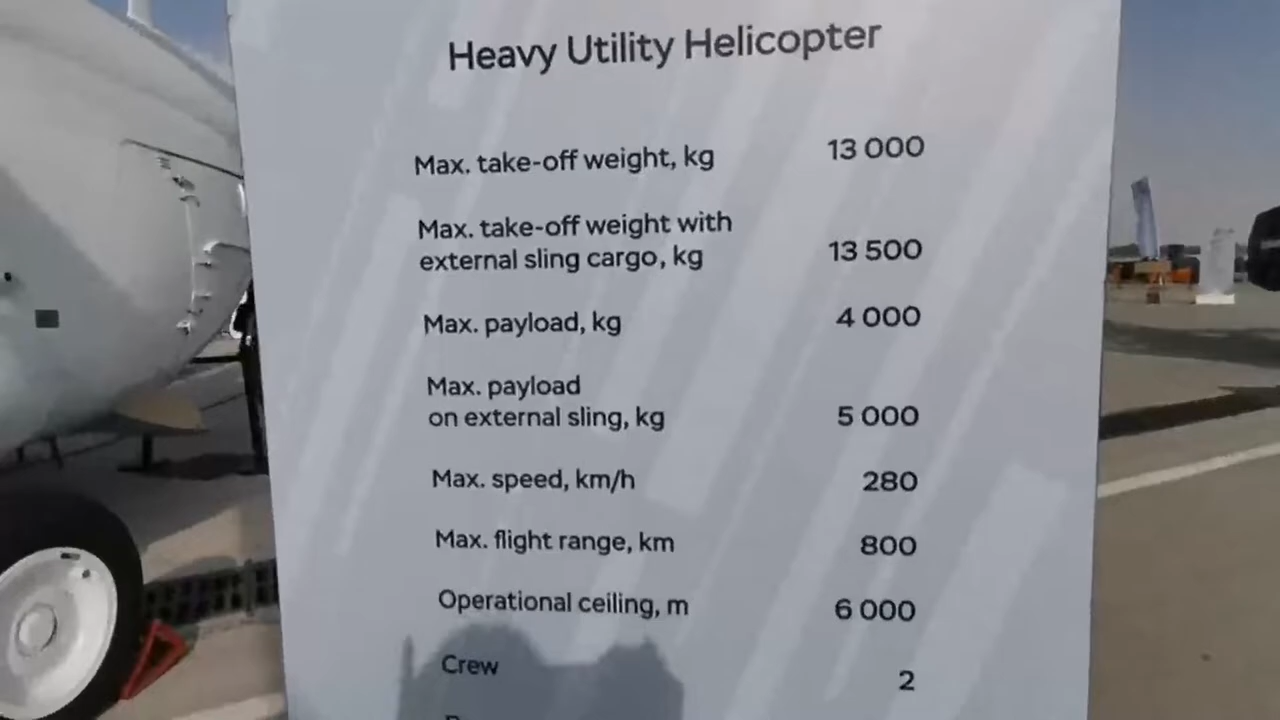 Heavy Utility Helicopter
Max. take-off weight, kg 13 000
Max. take-off weight with
external sling cargo, kg 13 500
Max. payload, kg 4 000
Max. payload
on external sling, kg 5 000
Max. speed, km/h 280
Max. flight range, km 800
Operational ceiling, m 6 000
Crew 2